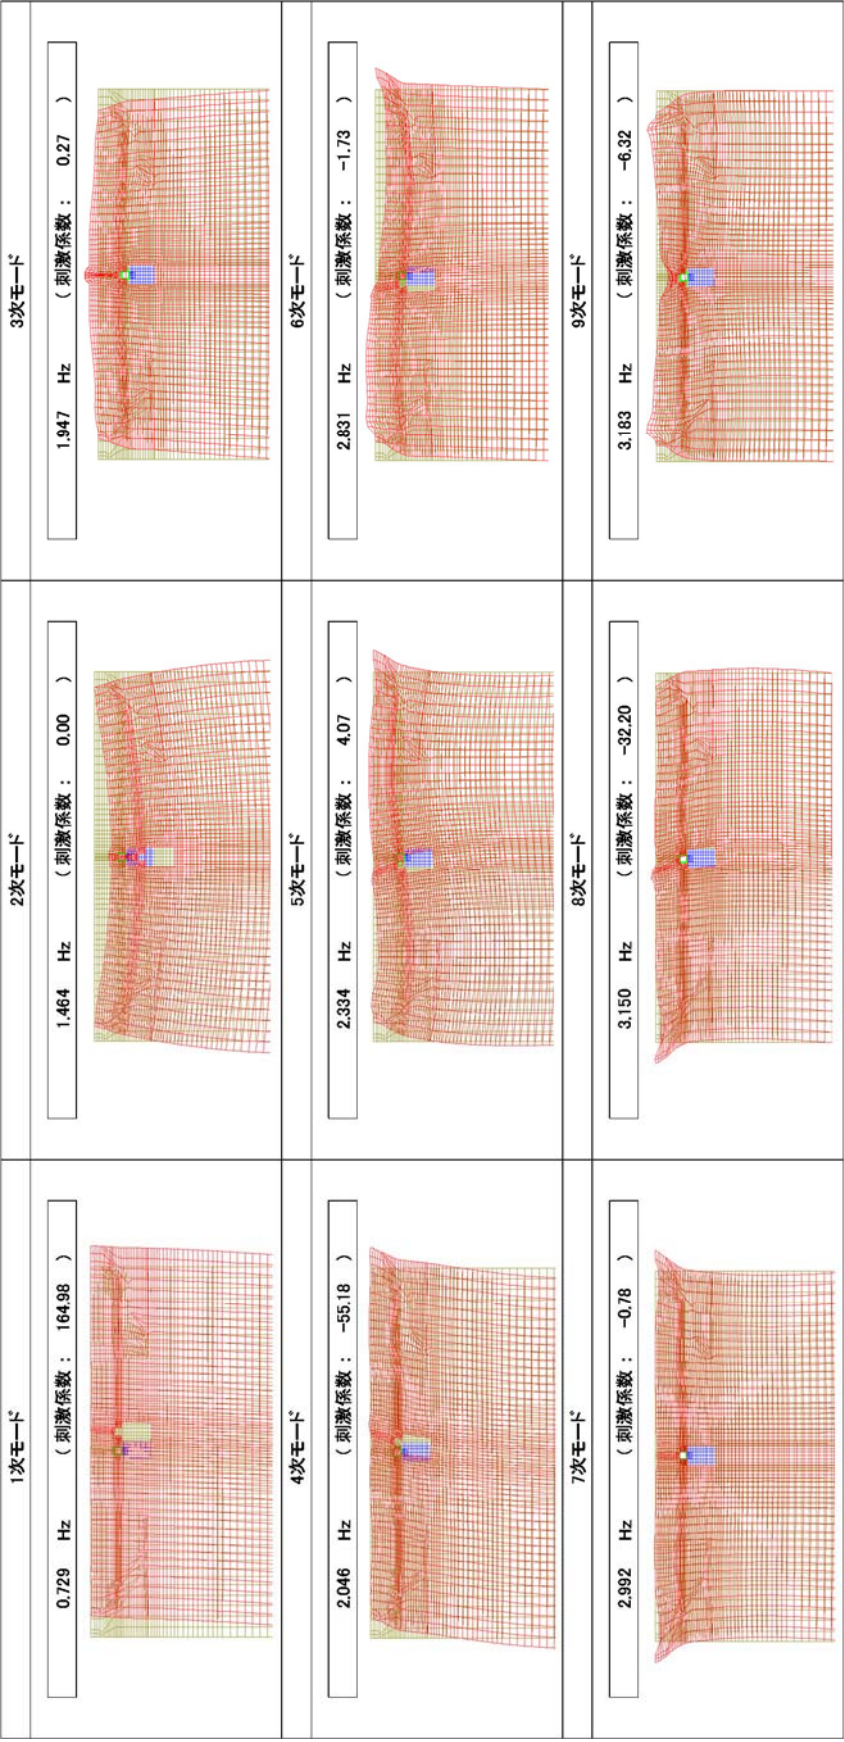 1次モード
0.729 Hz (刺激係数: 164.98 )
2次モード
1.464 Hz (刺激係数: 0.00 )
3次モード
1.947 Hz (刺激係数: 0.27 )
4次モード
2.046 Hz (刺激係数: -55.18 )
5次モード
2.334 Hz (刺激係数: 4.07 )
6次モード
2.831 Hz (刺激係数: -1.73 )
7次モード
2.992 Hz (刺激係数: -0.78 )
8次モード
3.150 Hz (刺激係数: -32.20 )
9次モード
3.183 Hz (刺激係数: -6.32 )